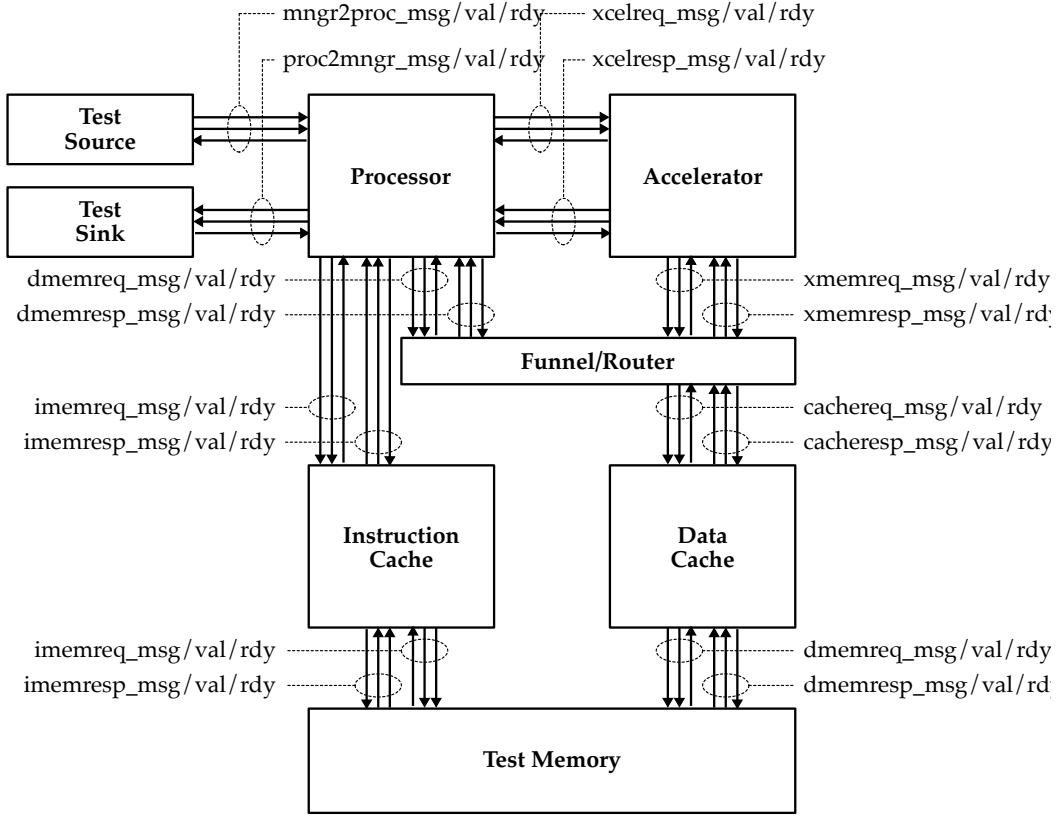 mngr2proc_msg/val/rdy
xcelreq_msg/val/rdy
proc2mngr_msg/val/rdy
xcelresp_msg/val/rdy
Test
Source
Processor
Accelerator
Test
Sink
dmemreq_msg/val/rdy
xmemreq_msg/val/rdy
dmemresp_msg/val/rdy
xmemresp_msg/val/rdy
Funnel/Router
imemreq_msg/val/rdy
cachereq_msg/val/rdy
imemresp_msg/val/rdy
cacheresp_msg/val/rdy
Instruction
Cache
Data
Cache
imemreq_msg/val/rdy
dmemreq_msg/val/rdy
imemresp_msg/val/rdy
dmemresp_msg/val/rdy
Test Memory